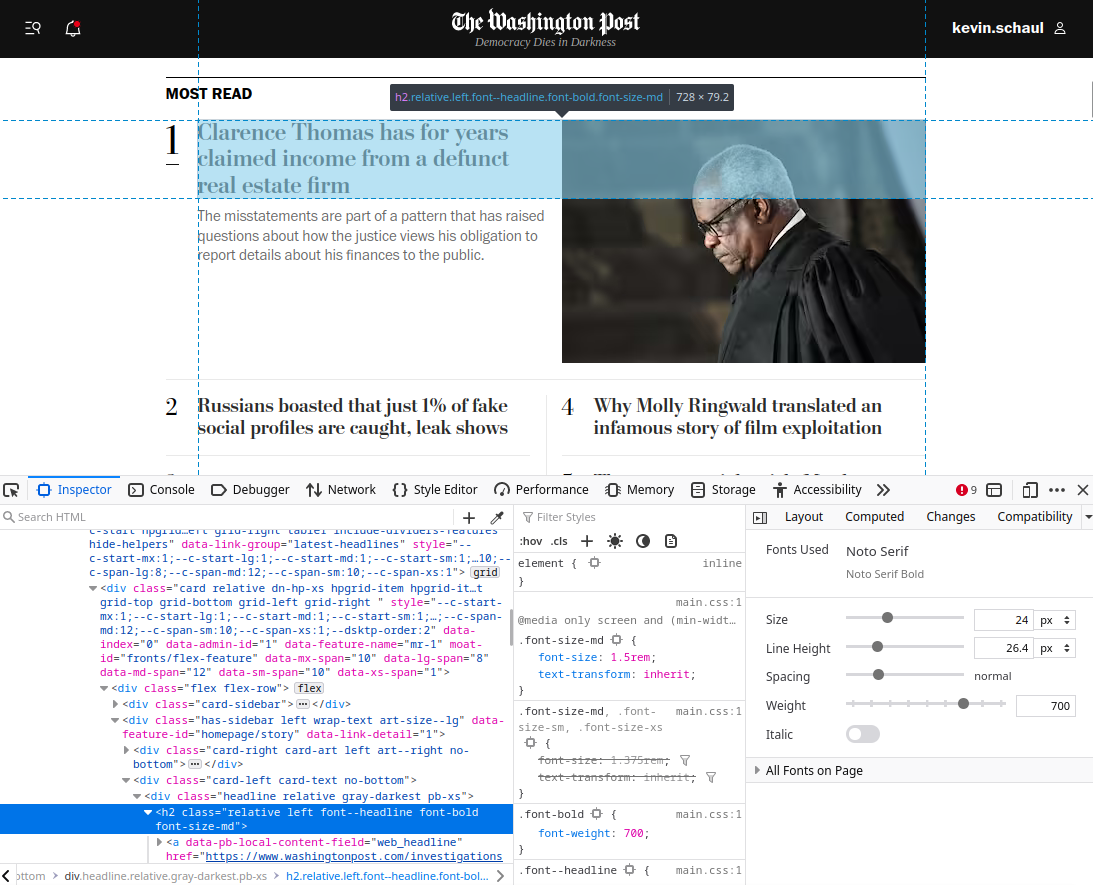 The Washington Post
Democracy Dies in Darkness
kevin.schaul
MOST READ
h2.relative.left.font--headline.font-bold.font-size-md 728 × 79.2
1
Clarence Thomas has for years
claimed income from a defunct
real estate firm
The misstatements are part of a pattern that has raised
questions about how the justice views his obligation to
report details about his finances to the public.
2
Russians boasted that just 1% of fake
social profiles are caught, leak shows
4
Why Molly Ringwald translated an
infamous story of film exploitation
Inspector Console Debugger Network Style Editor Performance Memory Storage Accessibility 9
Search HTML
c-start hpgrid…eft grid-right tablet include-dividers-features
hide-helpers" data-link-group="latest-headlines" style="--
c-start-mx:1;--c-start-lg:1;--c-start-md:1;--c-start-sm:1;…10;--
c-span-lg:8;--c-span-md:12;--c-span-sm:10;--c-span-xs:1"> grid
<div class="card relative dn-hp-xs hpgrid-item hpgrid-it…t
grid-top grid-bottom grid-left grid-right " style="--c-start-
mx:1;--c-start-lg:1;--c-start-md:1;--c-start-sm:1;…;--c-span-
md:12;--c-span-sm:10;--c-span-xs:1;--dsktp-order:2" data-
index="0" data-admin-id="1" data-feature-name="mr-1" moat-
id="fronts/flex-feature" data-mx-span="10" data-lg-span="8"
data-md-span="12" data-sm-span="10" data-xs-span="1">
<div class="flex flex-row"> flex
<div class="card-sidebar"> ••• </div>
<div class="has-sidebar left wrap-text art-size--lg" data-
feature-id="homepage/story" data-link-detail="1">
<div class="card-right card-art left art--right no-
bottom"> ••• </div>
<div class="card-left card-text no-bottom">
<div class="headline relative gray-darkest pb-xs">
<h2 class="relative left font--headline font-bold
font-size-md">
<a data-pb-local-content-field="web_headline"
href="https://www.washingtonpost.com/investigations
ottom div.headline.relative.gray-darkest.pb-xs h2.relative.left.font--headline.font-bol...
Filter Styles
:hov .cls
element { inline
}
main.css:1
@media only screen and (min-widt…
.font-size-md {
font-size: 1.5rem;
text-transform: inherit;
}
.font-size-md, .font- main.css:1
size-sm, .font-size-xs
{
font-size: 1.375rem;
text-transform: inherit;
}
.font-bold { main.css:1
font-weight: 700;
}
.font--headline { main.css:1
Layout Computed Changes Compatibility
Fonts Used Noto Serif
Noto Serif Bold
Size 24 px
Line Height 26.4 px
Spacing normal
Weight 700
Italic
All Fonts on Page